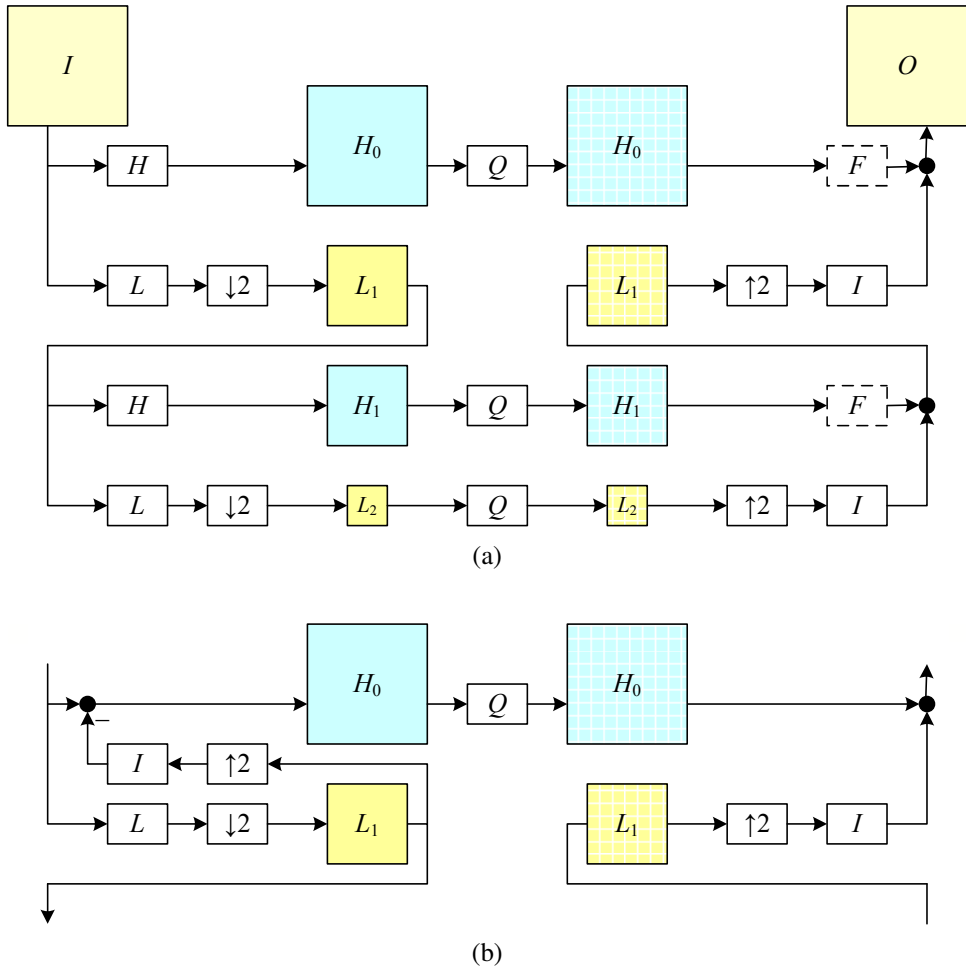 I O
H H₀ Q H₀ F
L ↓2 L₁ L₁ ↑2 I
H H₁ Q H₁ F
L ↓2 L₂ Q L₂ ↑2 I
(a)
H₀ Q H₀
–
I ↑2
L ↓2 L₁ L₁ ↑2 I
(b)